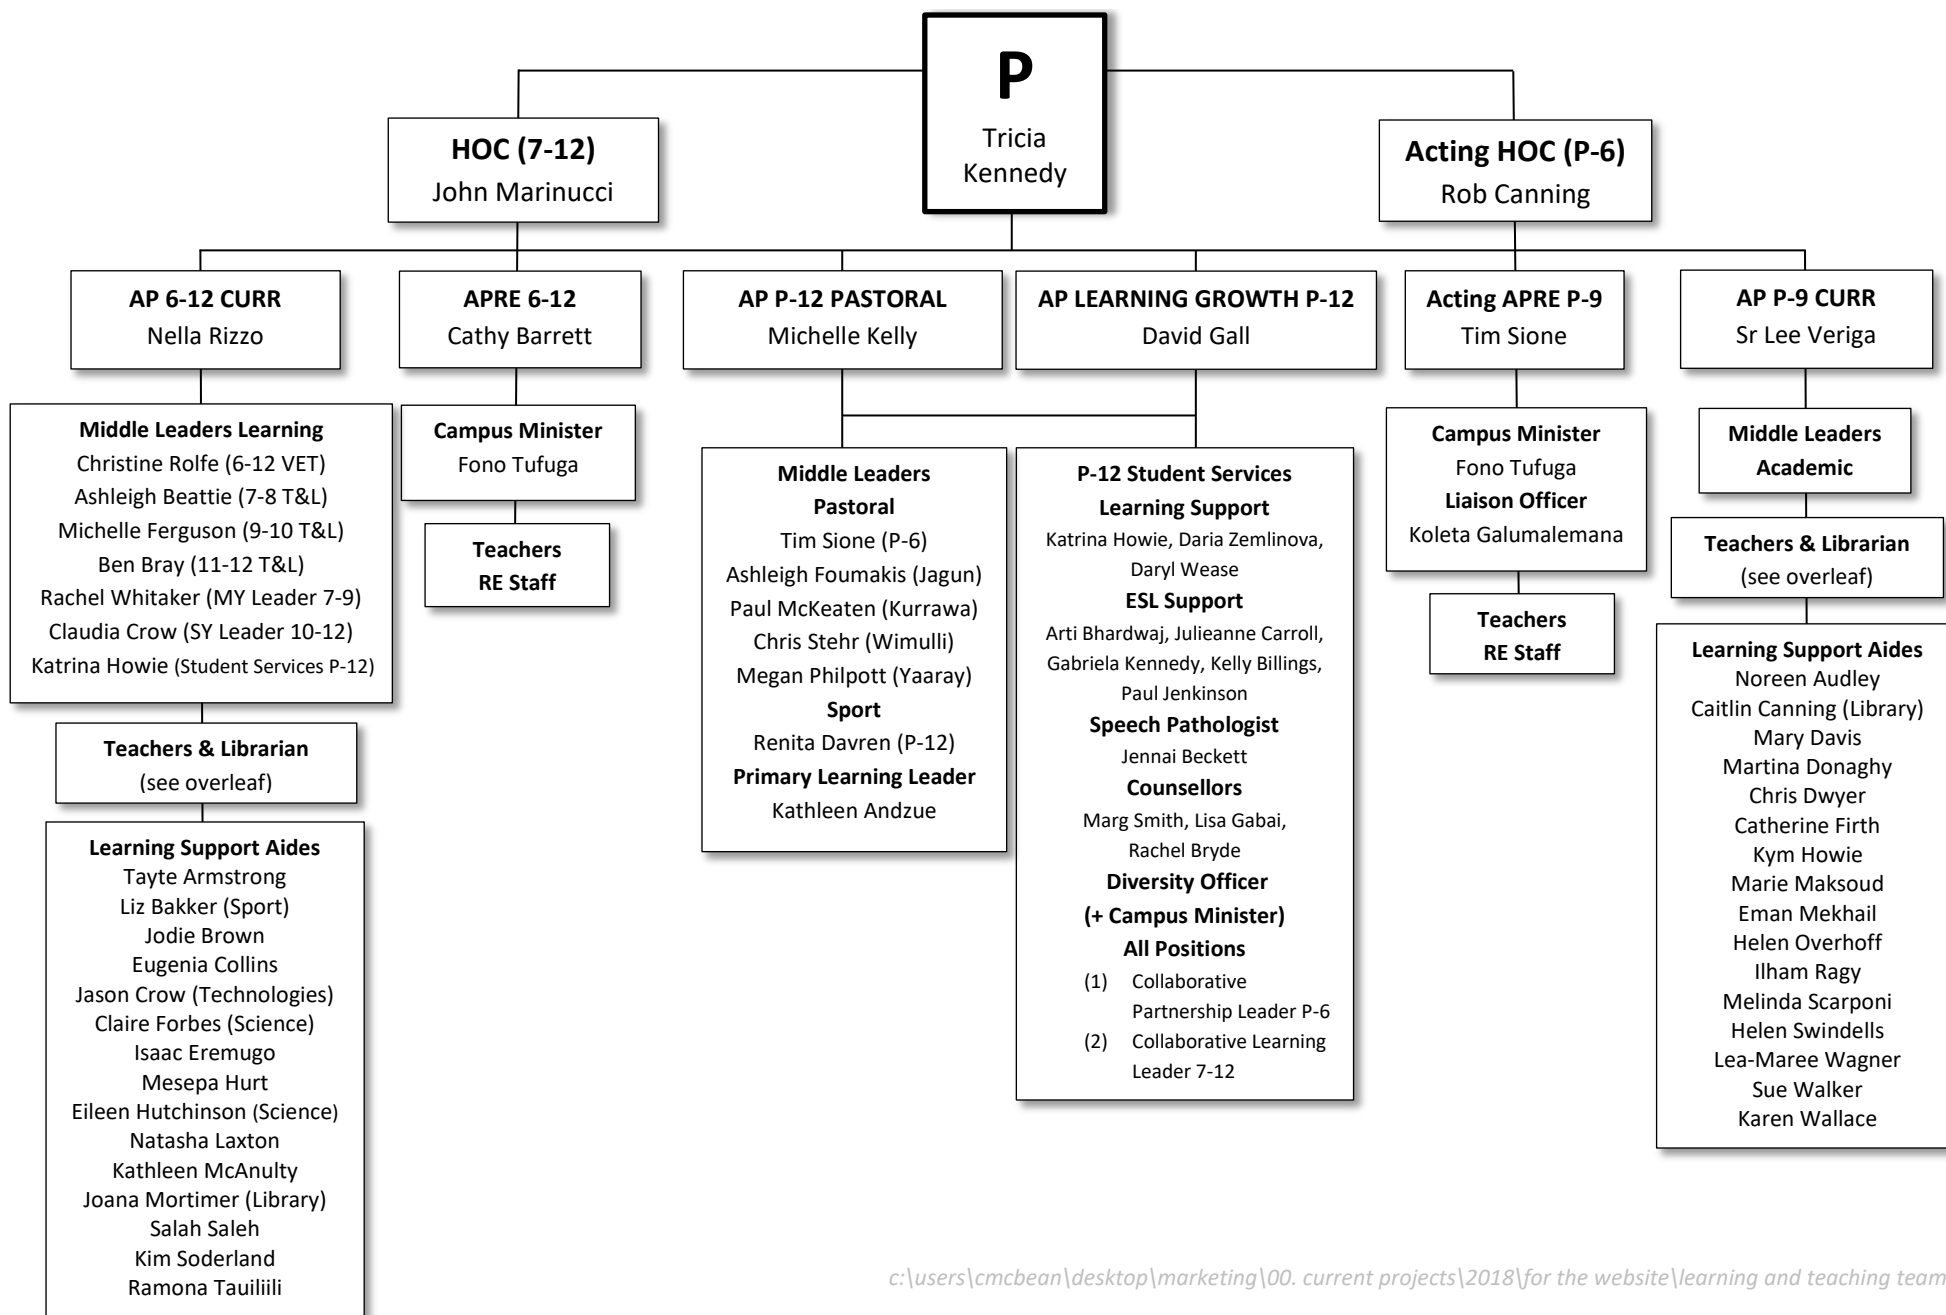 P
Tricia
Kennedy
HOC (7-12)
John Marinucci
Acting HOC (P-6)
Rob Canning
AP 6-12 CURR
Nella Rizzo
APRE 6-12
Cathy Barrett
AP P-12 PASTORAL
Michelle Kelly
AP LEARNING GROWTH P-12
David Gall
Acting APRE P-9
Tim Sione
AP P-9 CURR
Sr Lee Veriga
Middle Leaders Learning
Christine Rolfe (6-12 VET)
Ashleigh Beattie (7-8 T&L)
Michelle Ferguson (9-10 T&L)
Ben Bray (11-12 T&L)
Rachel Whitaker (MY Leader 7-9)
Claudia Crow (SY Leader 10-12)
Katrina Howie (Student Services P-12)
Teachers & Librarian
(see overleaf)
Learning Support Aides
Tayte Armstrong
Liz Bakker (Sport)
Jodie Brown
Eugenia Collins
Jason Crow (Technologies)
Claire Forbes (Science)
Isaac Eremugo
Mesepa Hurt
Eileen Hutchinson (Science)
Natasha Laxton
Kathleen McAnulty
Joana Mortimer (Library)
Salah Saleh
Kim Soderland
Ramona Tauiliili
Campus Minister
Fono Tufuga
Teachers
RE Staff
Middle Leaders
Pastoral
Tim Sione (P-6)
Ashleigh Foumakis (Jagun)
Paul McKeaten (Kurrawa)
Chris Stehr (Wimulli)
Megan Philpott (Yaaray)
Sport
Renita Davren (P-12)
Primary Learning Leader
Kathleen Andzue
P-12 Student Services
Learning Support
Katrina Howie, Daria Zemlinova,
Daryl Wease
ESL Support
Arti Bhardwaj, Julieanne Carroll,
Gabriela Kennedy, Kelly Billings,
Paul Jenkinson
Speech Pathologist
Jennai Beckett
Counsellors
Marg Smith, Lisa Gabai,
Rachel Bryde
Diversity Officer
(+ Campus Minister)
All Positions
(1) Collaborative
Partnership Leader P-6
(2) Collaborative Learning
Leader 7-12
Campus Minister
Fono Tufuga
Liaison Officer
Koleta Galumalemana
Teachers
RE Staff
Middle Leaders
Academic
Teachers & Librarian
(see overleaf)
Learning Support Aides
Noreen Audley
Caitlin Canning (Library)
Mary Davis
Martina Donaghy
Chris Dwyer
Catherine Firth
Kym Howie
Marie Maksoud
Eman Mekhail
Helen Overhoff
Ilham Ragy
Melinda Scarponi
Helen Swindells
Lea-Maree Wagner
Sue Walker
Karen Wallace
c:\users\cmcbean\desktop\marketing\00. current projects\2018\for the website\learning and teaching team